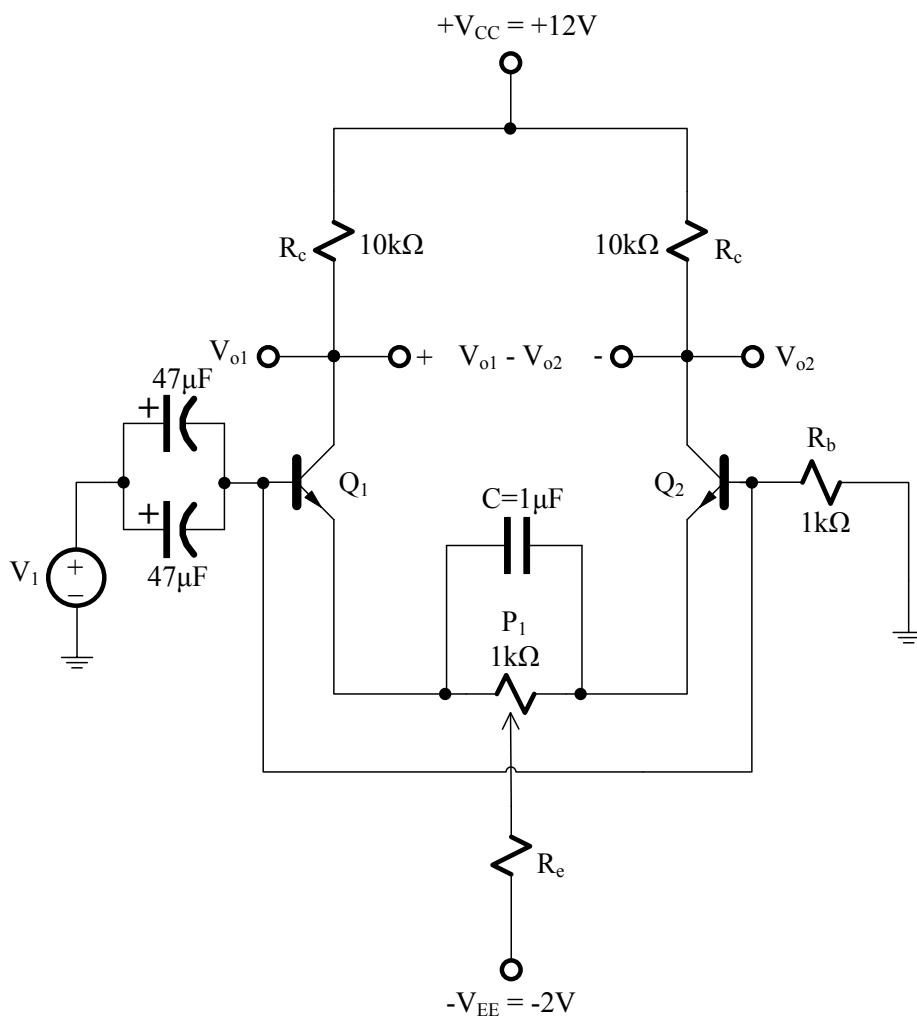 +V_CC = +12V
R_c
10kΩ
10kΩ
R_c
V_o1
+
V_o1 - V_o2
-
V_o2
47μF
+
Q_1
Q_2
R_b
1kΩ
C=1μF
+
47μF
V_1
+
−
P_1
1kΩ
R_e
-V_EE = -2V